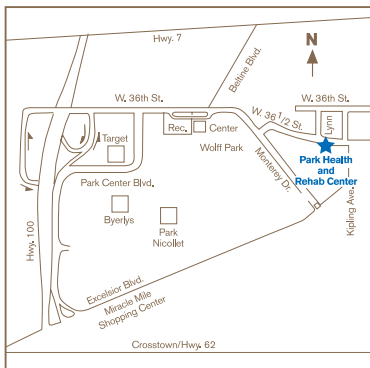 Hwy. 7
N
Beltine Blvd.
W. 36th St.
W. 36 1/2 St.
W. 36th St.
Rec.
Center
Lynn
Target
Wolff Park
Park Health
and
Rehab Center
Monterey Dr.
Park Center Blvd.
Byerlys
Park
Nicollet
Kipling Ave.
Hwy. 100
Excelsior Blvd.
Miracle Mile
Shopping Center
Crosstown/Hwy. 62